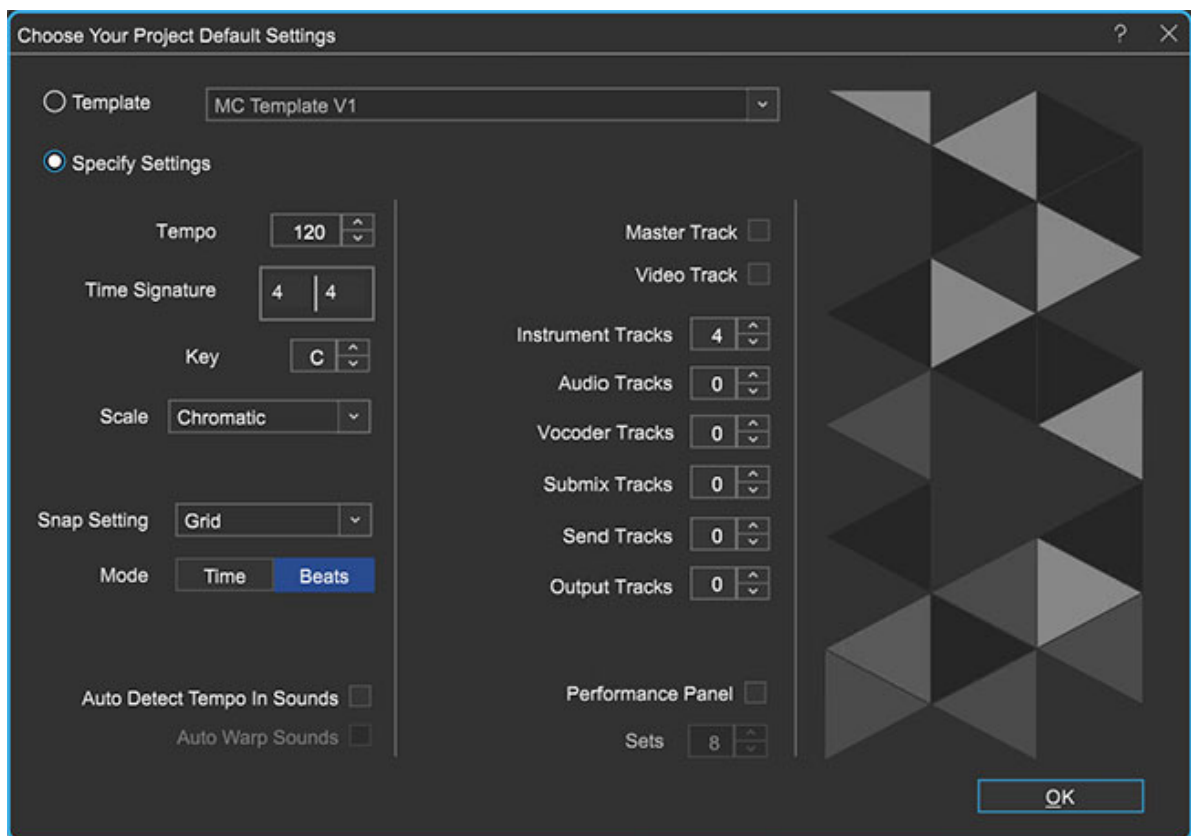 Choose Your Project Default Settings ?
Template MC Template V1
Specify Settings
Tempo 120
Time Signature 4 4
Key C
Scale Chromatic
Snap Setting Grid
Mode Time Beats
Auto Detect Tempo In Sounds
Auto Warp Sounds
Master Track
Video Track
Instrument Tracks 4
Audio Tracks 0
Vocoder Tracks 0
Submix Tracks 0
Send Tracks 0
Output Tracks 0
Performance Panel
Sets 8
OK